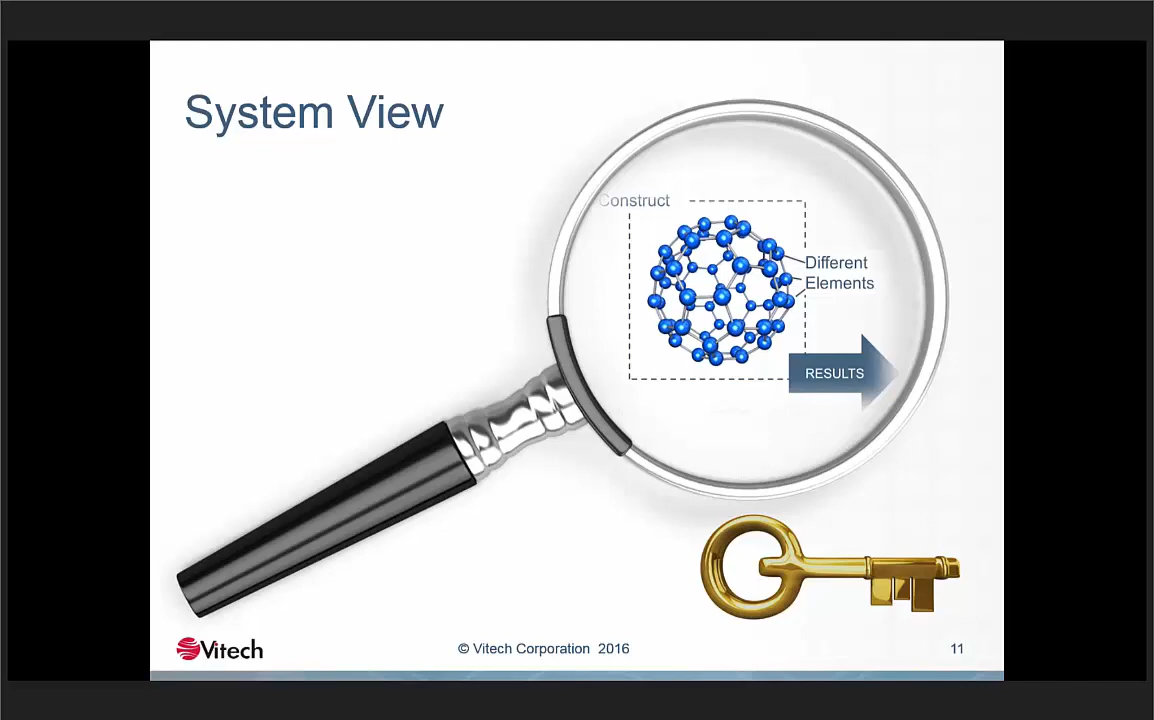 System View
Construct
Different
Elements
RESULTS
Vitech
© Vitech Corporation 2016
11